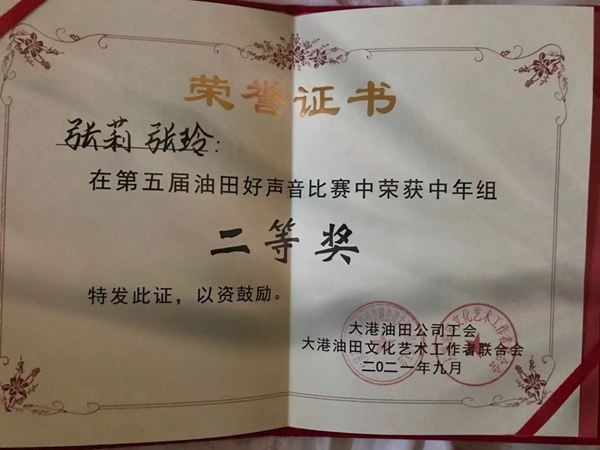 荣誉证书
张莉 张玲:
在第五届油田好声音比赛中荣获中年组
二等奖
特发此证，以资鼓励。
大港油田公司工会
大港油田文化艺术工作者联合会
二〇二一年九月